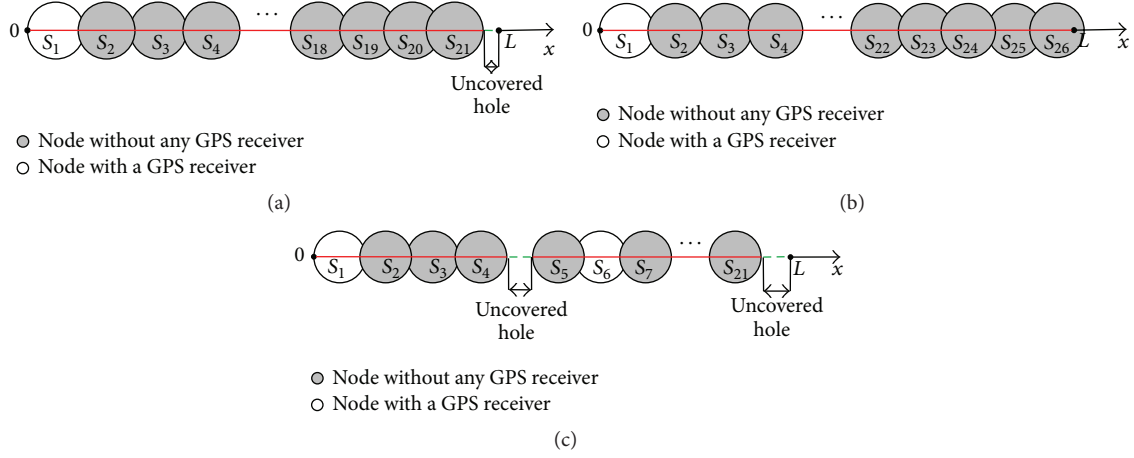 0 S1 S2 S3 S4 ⋯ S18 S19 S20 S21 L x
Uncovered
hole
Node without any GPS receiver
Node with a GPS receiver
(a)
0 S1 S2 S3 S4 ⋯ S22 S23 S24 S25 S26 L x
Node without any GPS receiver
Node with a GPS receiver
(b)
0 S1 S2 S3 S4 S5 S6 S7 ⋯ S21 L x
Uncovered
hole
Uncovered
hole
Node without any GPS receiver
Node with a GPS receiver
(c)